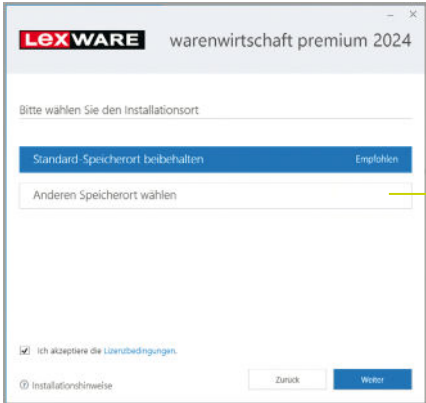 LEXWARE warenwirtschaft premium 2024
Bitte wählen Sie den Installationsort
Standard-Speicherort beibehalten Empfohlen
Anderen Speicherort wählen
Ich akzeptiere die Lizenzbedingungen.
Installationshinweise Zurück Weiter